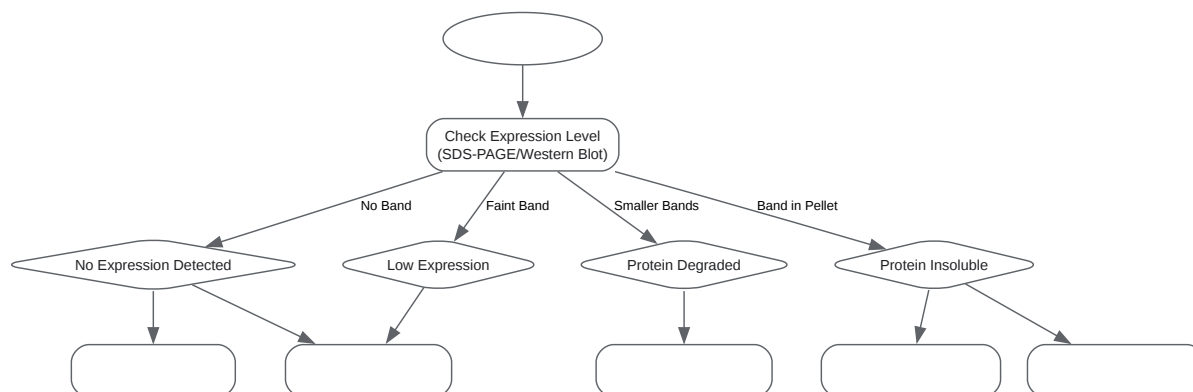 Check Expression Level
(SDS-PAGE/Western Blot)
No Band
Faint Band
Smaller Bands
Band in Pellet
No Expression Detected
Low Expression
Protein Degraded
Protein Insoluble